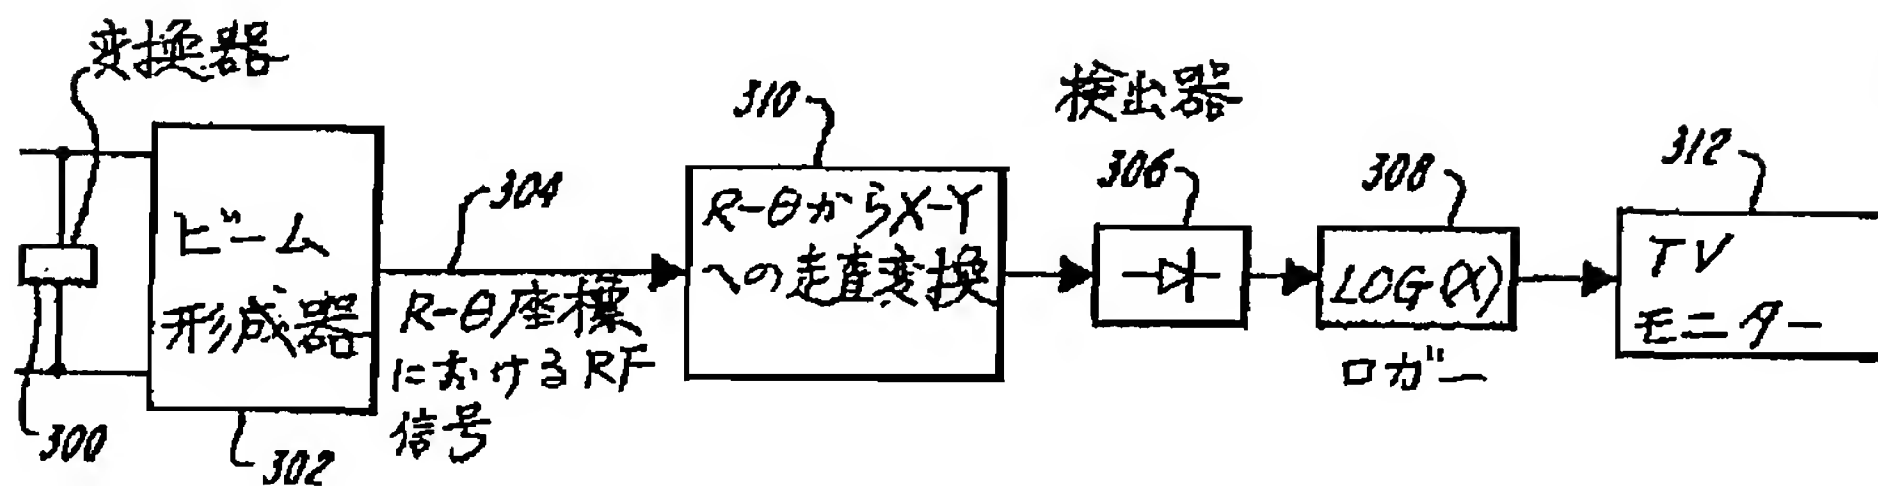 変換器
300
ビーム
形成器
302
304
R-θ座標
におけるRF
信号
310
R-θからX-Y
への走直変換
検出器
306
308
LOG(X)
ロガー
312
TV
モニター